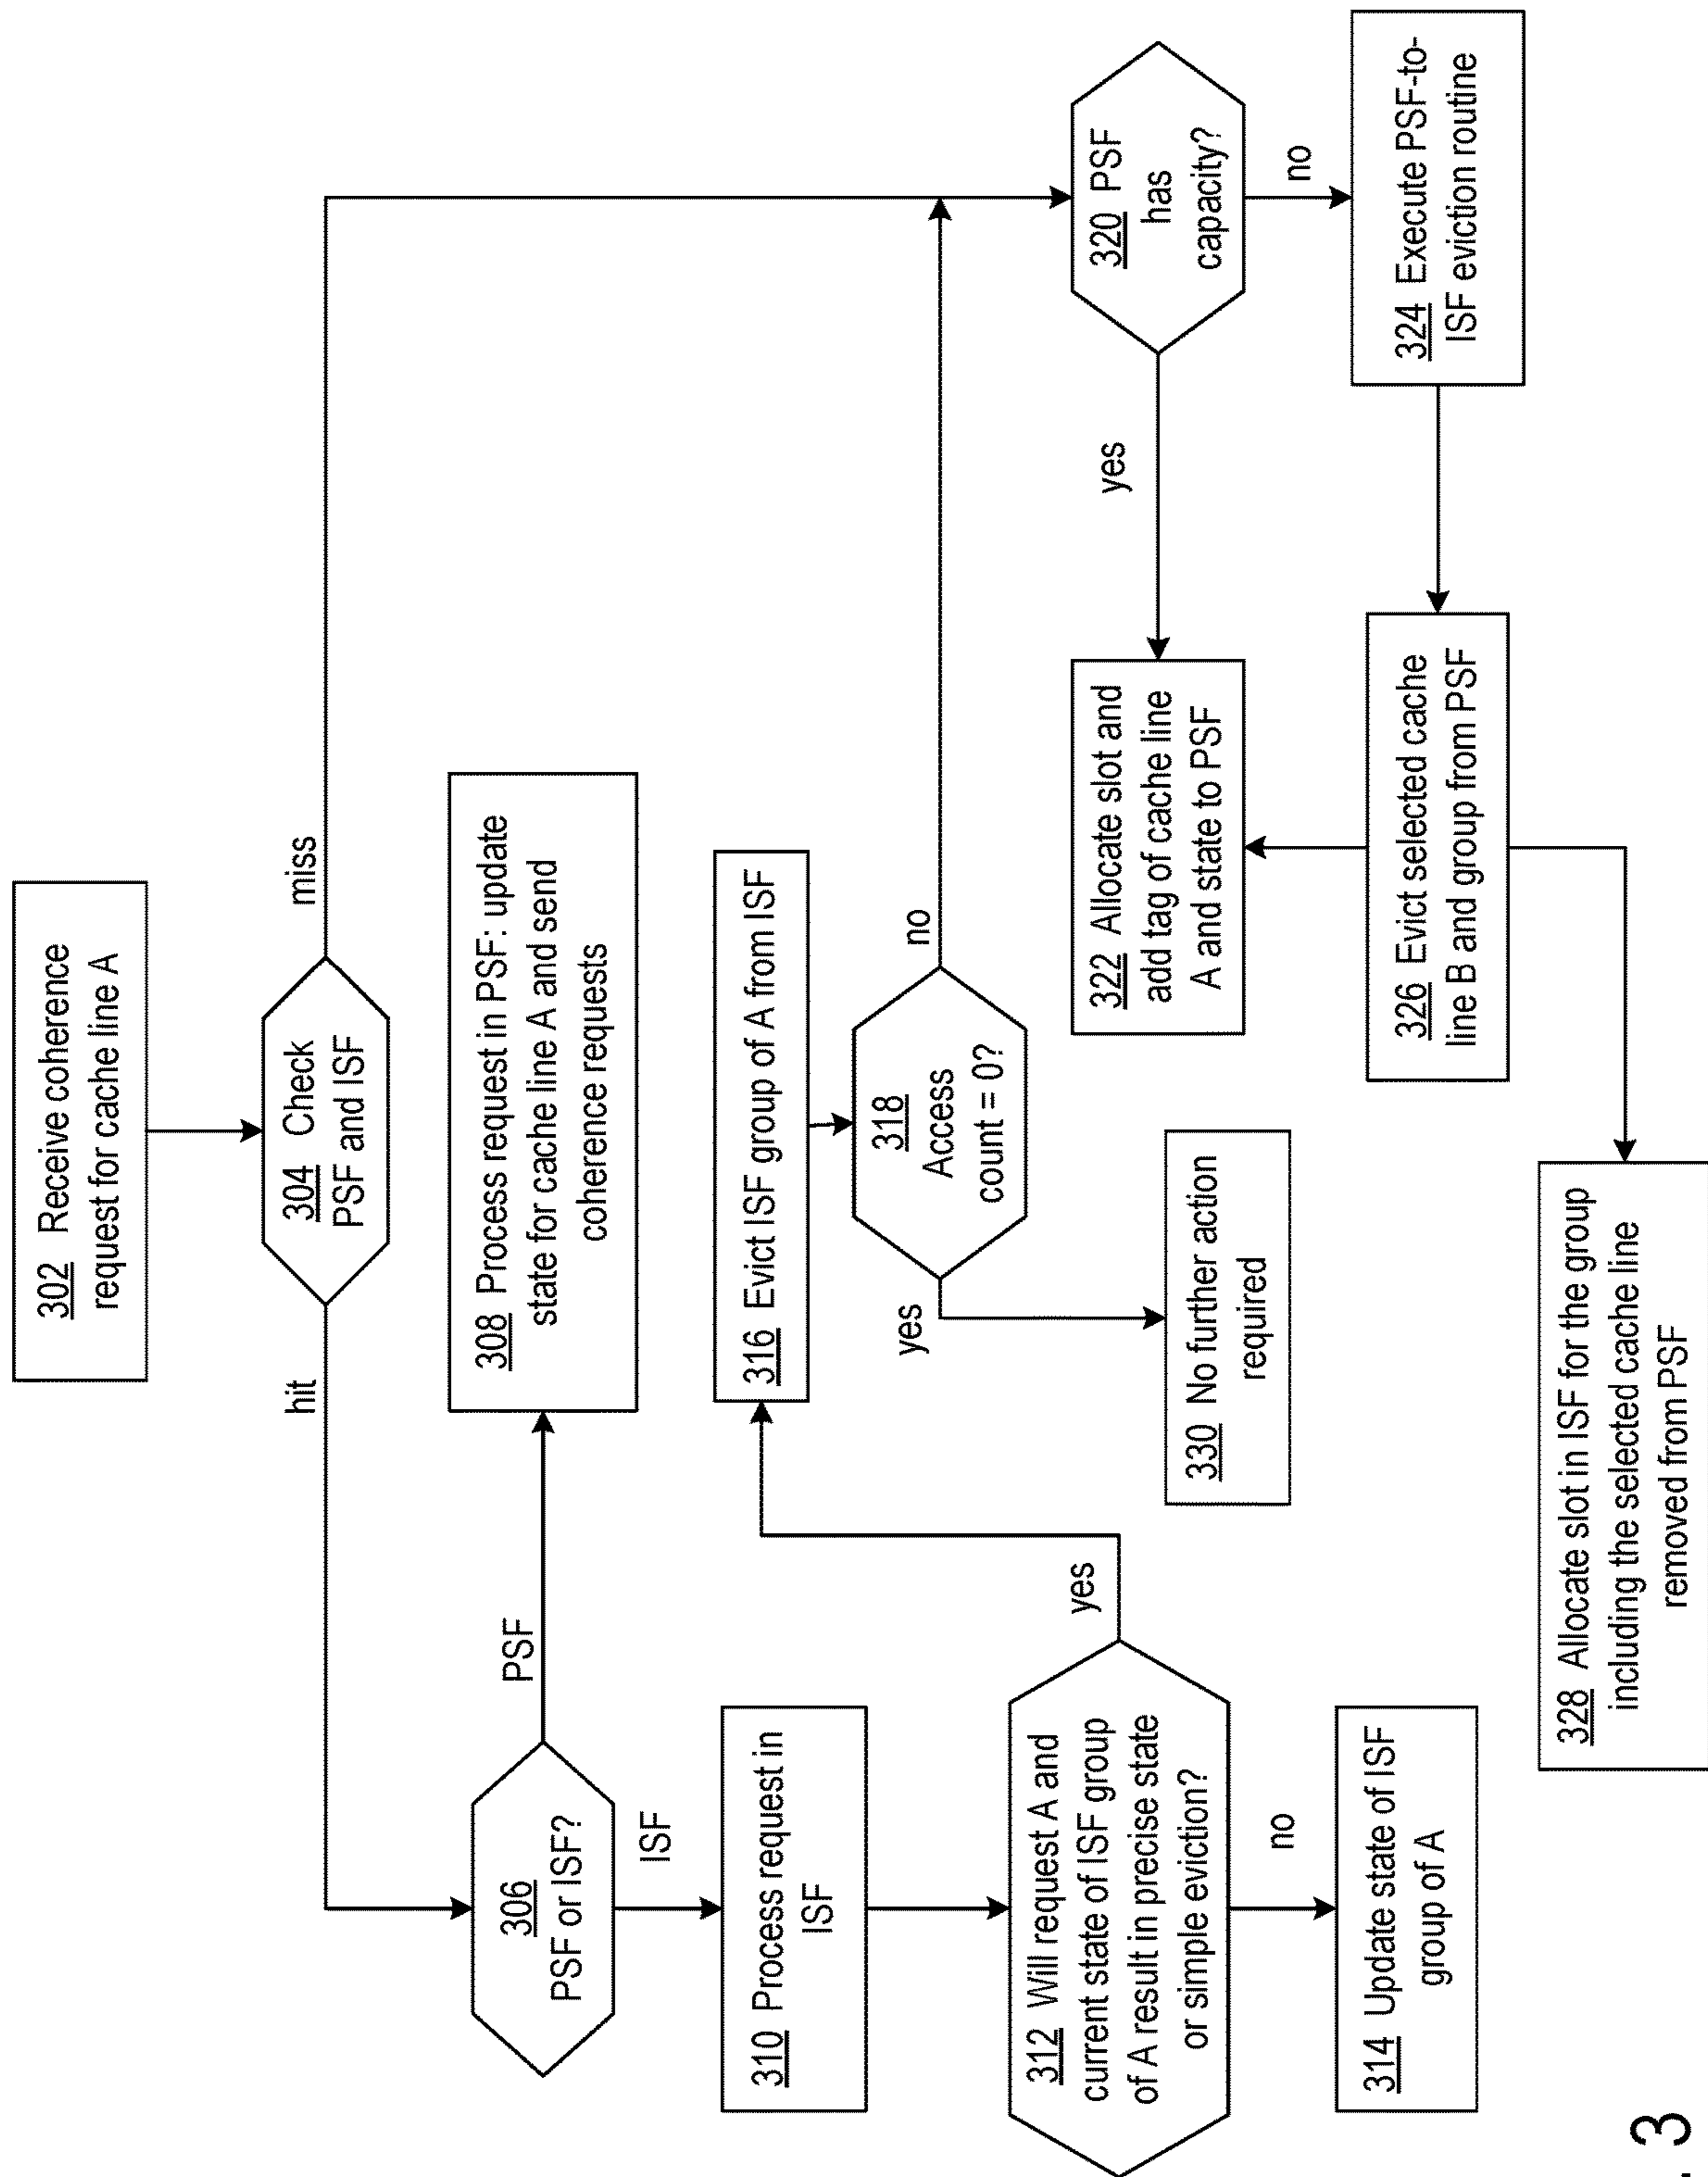 302 Receive coherence
request for cache line A
304 Check
PSF and ISF
hit
miss
306
PSF or ISF?
PSF
ISF
308 Process request in PSF: update
state for cache line A and send
coherence requests
310 Process request in
ISF
312 Will request A and
current state of ISF group
of A result in precise state
or simple eviction?
yes
no
314 Update state of ISF
group of A
316 Evict ISF group of A from ISF
318
Access
count = 0?
yes
no
330 No further action
required
320 PSF
has
capacity?
yes
no
322 Allocate slot and
add tag of cache line
A and state to PSF
324 Execute PSF-to-
ISF eviction routine
326 Evict selected cache
line B and group from PSF
328 Allocate slot in ISF for the group
including the selected cache line
removed from PSF
. 3